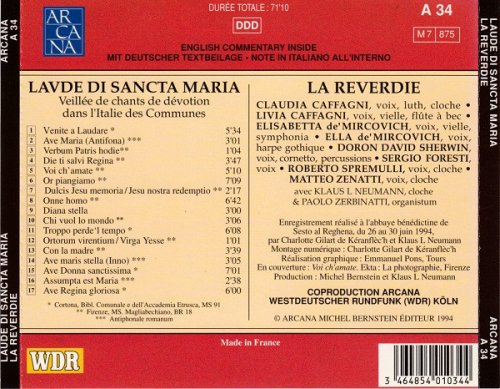 DURÉE TOTALE : 71'10
DDD
ARCANA
A 34
M 7 875
ENGLISH COMMENTARY INSIDE
MIT DEUTSCHER TEXTBEILAGE - NOTE IN ITALIANO ALL'INTERNO
LAVDE DI SANCTA MARIA
Veillée de chants de dévotion
dans l'Italie des Communes
1 Venite a Laudare * 5'34
2 Ave Maria (Antifona) *** 3'01
3 Verbum Patris hodie** 1'04
4 Die ti salvi Regina ** 3'47
5 Voi ch'amate ** 5'10
6 Or piangiamo ** 7'09
7 Dulcis Jesu memoria / Jesu nostra redemptio ** 2'17
8 Onne homo ** 6'42
9 Diana stella 0'51
10 Chi vuol lo mondo ** 3'06
11 Troppo perde'l tempo * 6'08
12 Ortorum virentium / Virga Yesse ** 1'01
13 Con la madre ** 4'39
14 Ave maris stella (Inno) *** 3'05
15 Ave Donna sanctissima * 7'01
16 Assumpta est Maria *** 2'38
17 Ave Regina gloriosa * 6'00
* Cortona, Bibl. Comunale e dell'Accademia Etrusca, MS 91
** Firenze, MS. Magliabechiano, BR 18
*** Antiphonale romanum
LA REVERDIE
CLAUDIA CAFFAGNI, voix, luth, cloche •
LIVIA CAFFAGNI, voix, vielle, flûte à bec •
ELISABETTA de'MIRCOVICH, voix, vielle,
symphonia • ELLA de'MIRCOVICH, voix,
harpe gothique • DORON DAVID SHERWIN,
voix, cornetto, percussions • SERGIO FORESTI,
voix • ROBERTO SPREMULLI, voix, cloche •
MATTEO ZENATTI, voix, cloche
avec KLAUS L NEUMANN, cloche
& PAOLO ZERBINATTI, organistum
Enregistrement réalisé à l'abbaye bénédictine de
Sesto al Reghena, du 26 au 30 juin 1994,
par Charlotte Gilart de Kéranflèc'h et Klaus L Neumann
Montage numérique : Charlotte Gilart de Kéranflèc'h
Réalisation graphique : Emmanuel Pons, Tours
En couverture : Voi ch'amate. Ekta : La photographie, Firenze
Production : Michel Bernstein et Klaus L Neumann
COPRODUCTION ARCANA
WESTDEUTSCHER RUNDFUNK (WDR) KÖLN
© ARCANA MICHEL BERNSTEIN ÉDITEUR 1994
WDR
Made in France
3 464854 010344
ARCANA
A 34
LAUDE DI SANCTA MARIA
LA REVERDIE
LAUDE DI SANCTA MARIA
LA REVERDIE
ARCANA
A 34